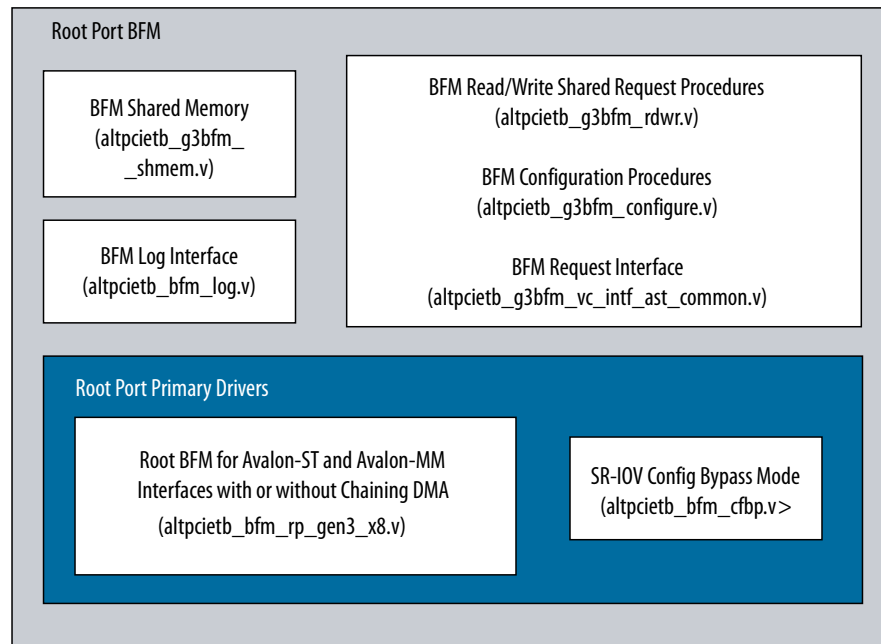 Root Port BFM
BFM Shared Memory
(altpcietb_g3bfm_
_shmem.v)
BFM Log Interface
(altpcietb_bfm_log.v)
BFM Read/Write Shared Request Procedures
(altpcietb_g3bfm_rdwr.v)
BFM Configuration Procedures
(altpcietb_g3bfm_configure.v)
BFM Request Interface
(altpcietb_g3bfm_vc_intf_ast_common.v)
Root Port Primary Drivers
Root BFM for Avalon-ST and Avalon-MM
Interfaces with or without Chaining DMA
(altpcietb_bfm_rp_gen3_x8.v)
SR-IOV Config Bypass Mode
(altpcietb_bfm_cfbp.v>